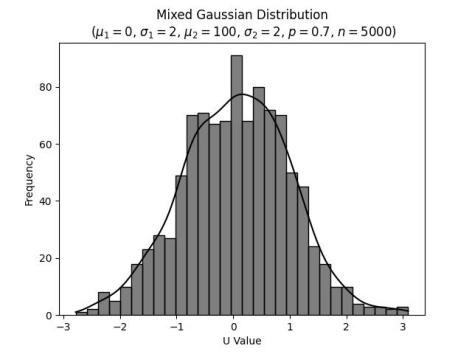 Mixed Gaussian Distribution
(μ₁ = 0, σ₁ = 2, μ₂ = 100, σ₂ = 2, p = 0.7, n = 5000)
80
60
40
20
0
Frequency
−3 −2 −1 0 1 2 3
U Value